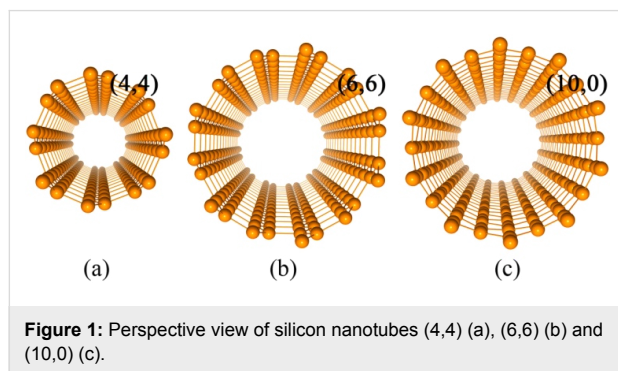 (4,4) (6,6) (10,0)
(a) (b) (c)
Figure 1: Perspective view of silicon nanotubes (4,4) (a), (6,6) (b) and
(10,0) (c).